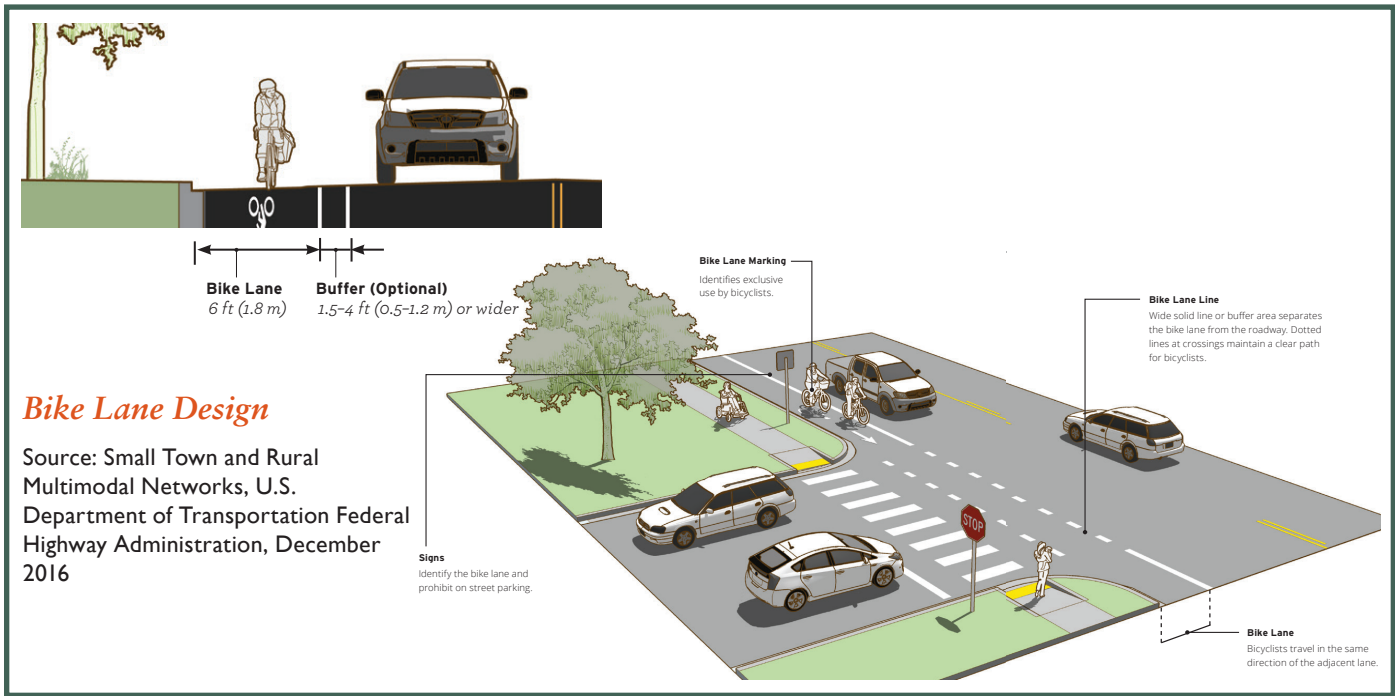 Bike Lane
6 ft (1.8 m)
Buffer (Optional)
1.5–4 ft (0.5–1.2 m) or wider
Bike Lane Marking
Identifies exclusive
use by bicyclists.
Bike Lane Line
Wide solid line or buffer area separates
the bike lane from the roadway. Dotted
lines at crossings maintain a clear path
for bicyclists.
Bike Lane Design
Source: Small Town and Rural
Multimodal Networks, U.S.
Department of Transportation Federal
Highway Administration, December
2016
STOP
Signs
Identify the bike lane and
prohibit on street parking.
Bike Lane
Bicyclists travel in the same
direction of the adjacent lane.